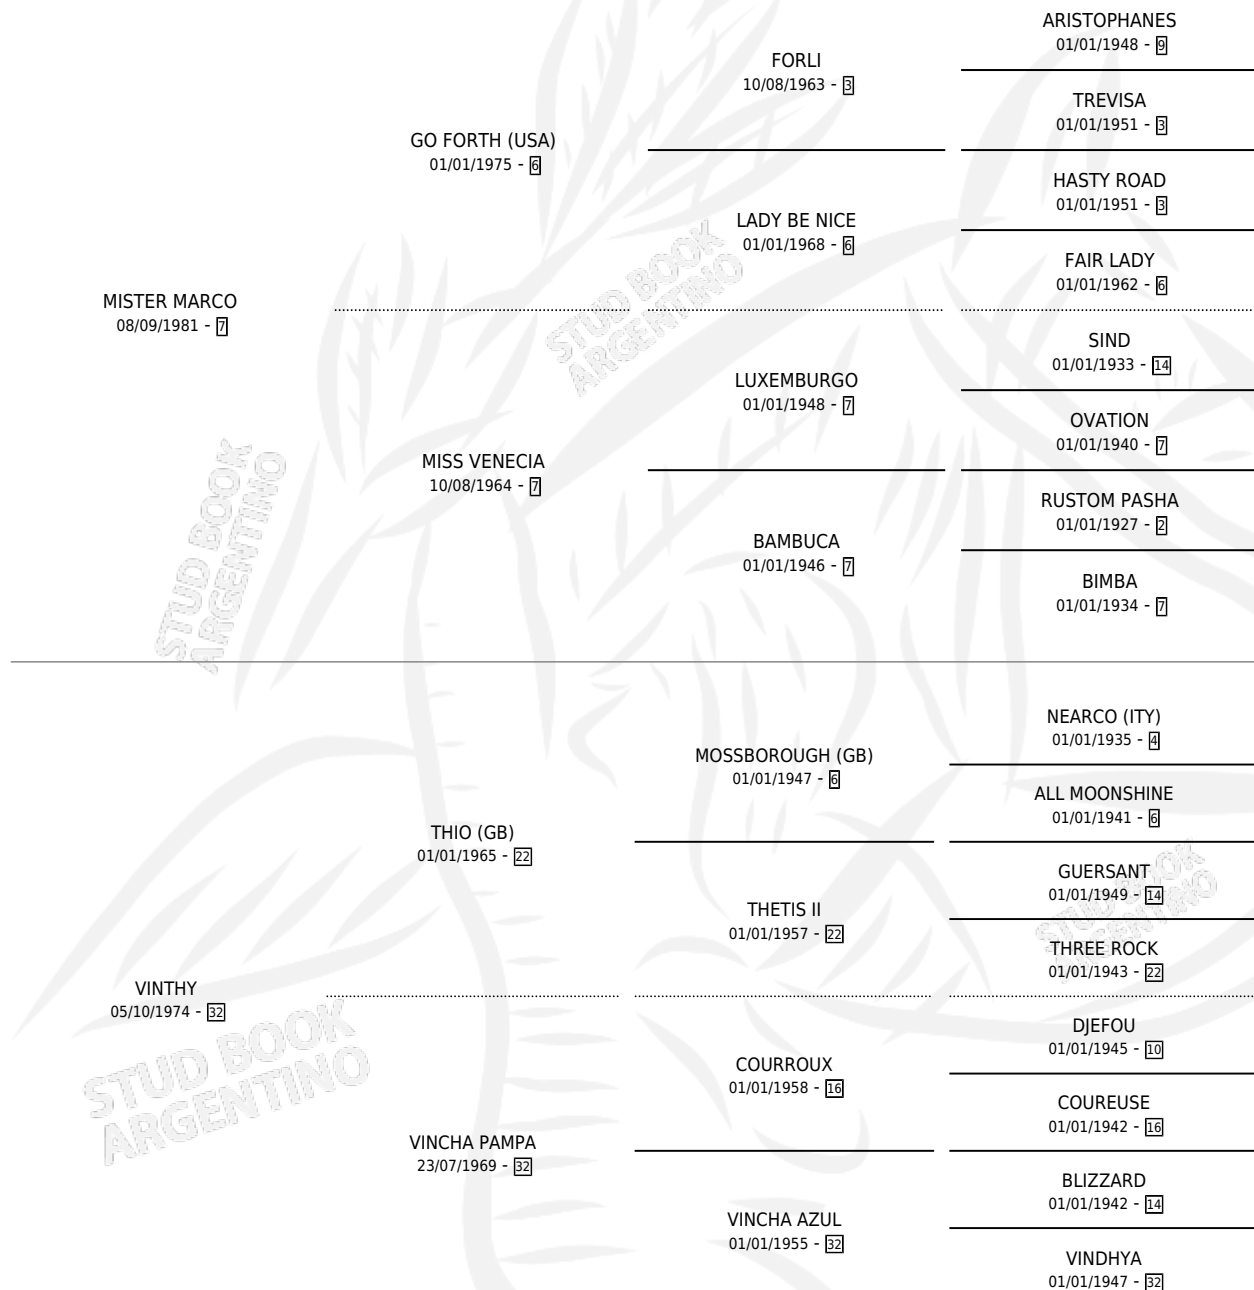 ARISTOPHANES
01/01/1948 - 9
FORLI
10/08/1963 - 3
TREVISA
01/01/1951 - 3
GO FORTH (USA)
01/01/1975 - 6
HASTY ROAD
01/01/1951 - 3
LADY BE NICE
01/01/1968 - 6
FAIR LADY
01/01/1962 - 6
MISTER MARCO
08/09/1981 - 7
SIND
01/01/1933 - 14
LUXEMBURGO
01/01/1948 - 7
OVATION
01/01/1940 - 7
MISS VENECIA
10/08/1964 - 7
RUSTOM PASHA
01/01/1927 - 2
BAMBUCA
01/01/1946 - 7
BIMBA
01/01/1934 - 7
STUD BOOK
ARGENTINO
STUD BOOK
ARGENTINO
NEARCO (ITY)
01/01/1935 - 4
MOSSBOROUGH (GB)
01/01/1947 - 6
ALL MOONSHINE
01/01/1941 - 6
THIO (GB)
01/01/1965 - 22
GUERSANT
01/01/1949 - 14
THETIS II
01/01/1957 - 22
THREE ROCK
01/01/1943 - 22
STUD BOOK
ARGENTINO
VINTHY
05/10/1974 - 32
DJEFOU
01/01/1945 - 10
COURROUX
01/01/1958 - 16
COUREUSE
01/01/1942 - 16
STUD BOOK
ARGENTINO
VINCHA PAMPA
23/07/1969 - 32
BLIZZARD
01/01/1942 - 14
VINCHA AZUL
01/01/1955 - 32
VINDHYA
01/01/1947 - 32